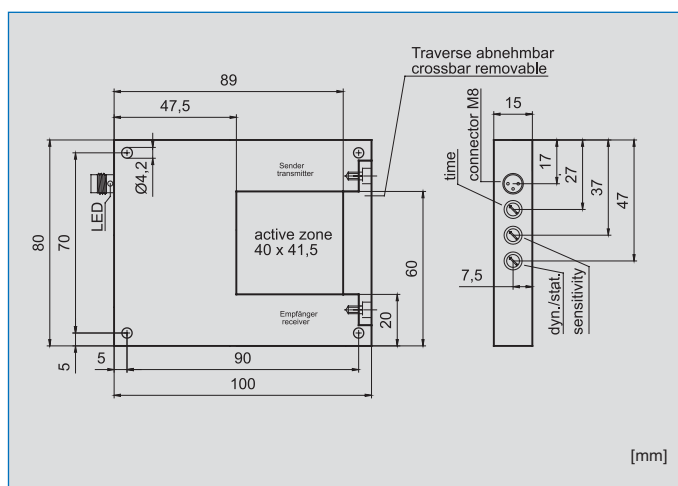 Traverse abnehmbar
crossbar removable
89
47,5
Ø4,2
LED
80
70
5
5
90
100
Sender
transmitter
active zone
40 x 41,5
Empfänger
receiver
60
20
15
connector M8
time
17
27
37
47
7,5
dyn./stat.
sensitivity
[mm]